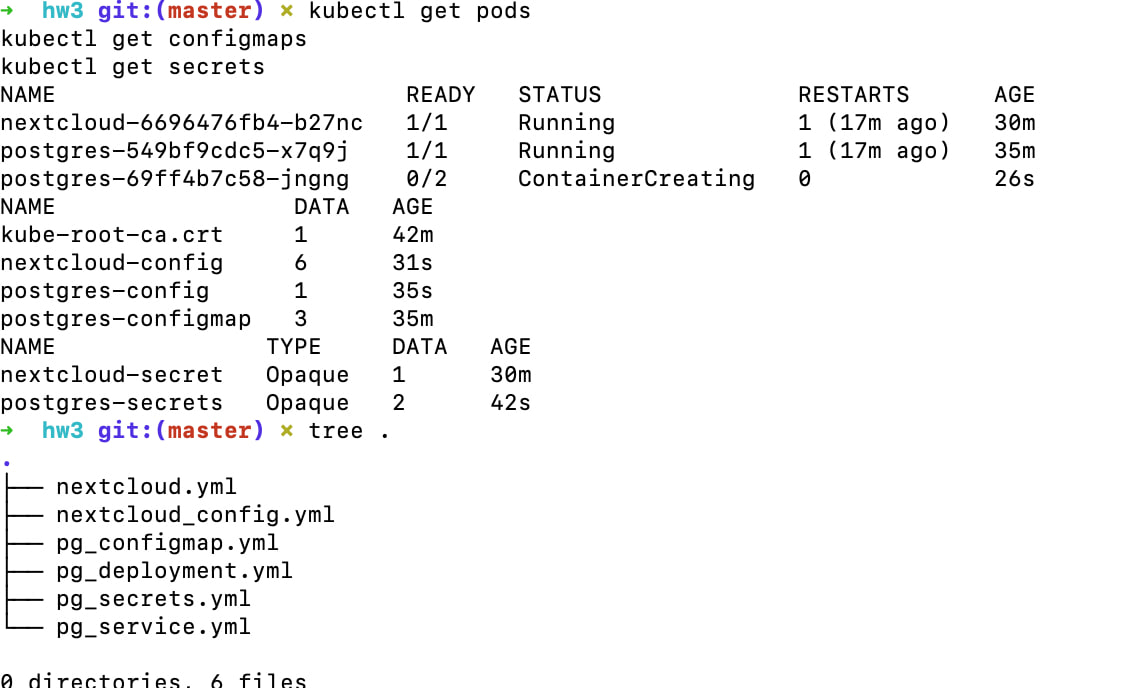 → hw3 git:(master) × kubectl get pods
kubectl get configmaps
kubectl get secrets
NAME READY STATUS RESTARTS AGE
nextcloud-6696476fb4-b27nc 1/1 Running 1 (17m ago) 30m
postgres-549bf9cdc5-x7q9j 1/1 Running 1 (17m ago) 35m
postgres-69ff4b7c58-jngng 0/2 ContainerCreating 0 26s
NAME DATA AGE
kube-root-ca.crt 1 42m
nextcloud-config 6 31s
postgres-config 1 35s
postgres-configmap 3 35m
NAME TYPE DATA AGE
nextcloud-secret Opaque 1 30m
postgres-secrets Opaque 2 42s
→ hw3 git:(master) × tree .
.
├── nextcloud.yml
├── nextcloud_config.yml
├── pg_configmap.yml
├── pg_deployment.yml
├── pg_secrets.yml
└── pg_service.yml
0 directories, 6 files